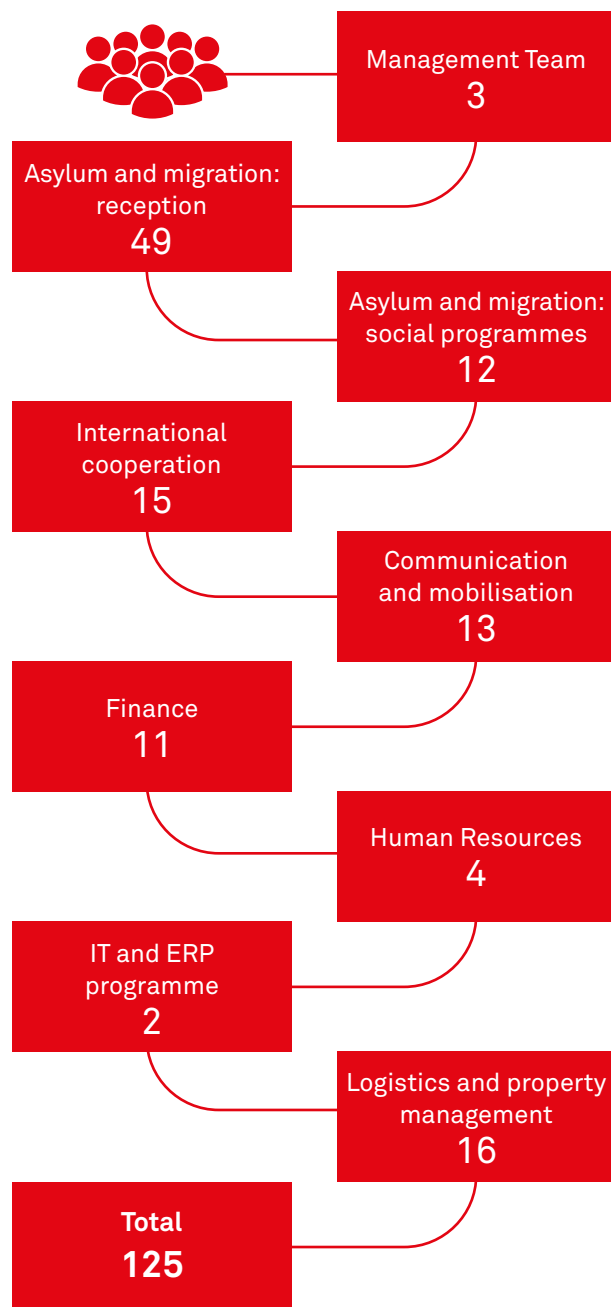 Management Team
3
Asylum and migration:
reception
49
Asylum and migration:
social programmes
12
International
cooperation
15
Communication
and mobilisation
13
Finance
11
Human Resources
4
IT and ERP
programme
2
Logistics and property
management
16
Total
125